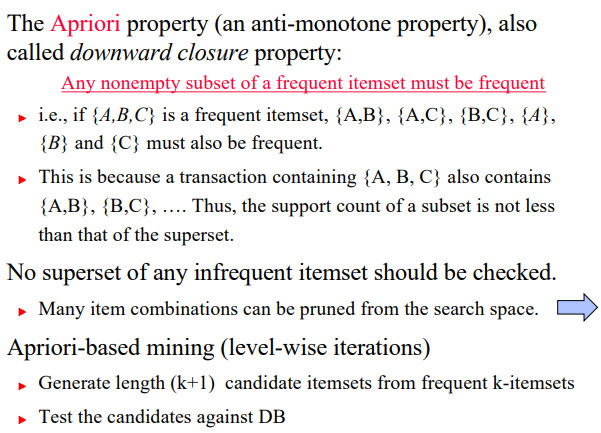 The Apriori property (an anti-monotone property), also
called downward closure property:
Any nonempty subset of a frequent itemset must be frequent
i.e., if {A,B,C} is a frequent itemset, {A,B}, {A,C}, {B,C}, {A},
{B} and {C} must also be frequent.
This is because a transaction containing {A, B, C} also contains
{A,B}, {B,C}, …. Thus, the support count of a subset is not less
than that of the superset.
No superset of any infrequent itemset should be checked.
Many item combinations can be pruned from the search space.
Apriori-based mining (level-wise iterations)
Generate length (k+1) candidate itemsets from frequent k-itemsets
Test the candidates against DB